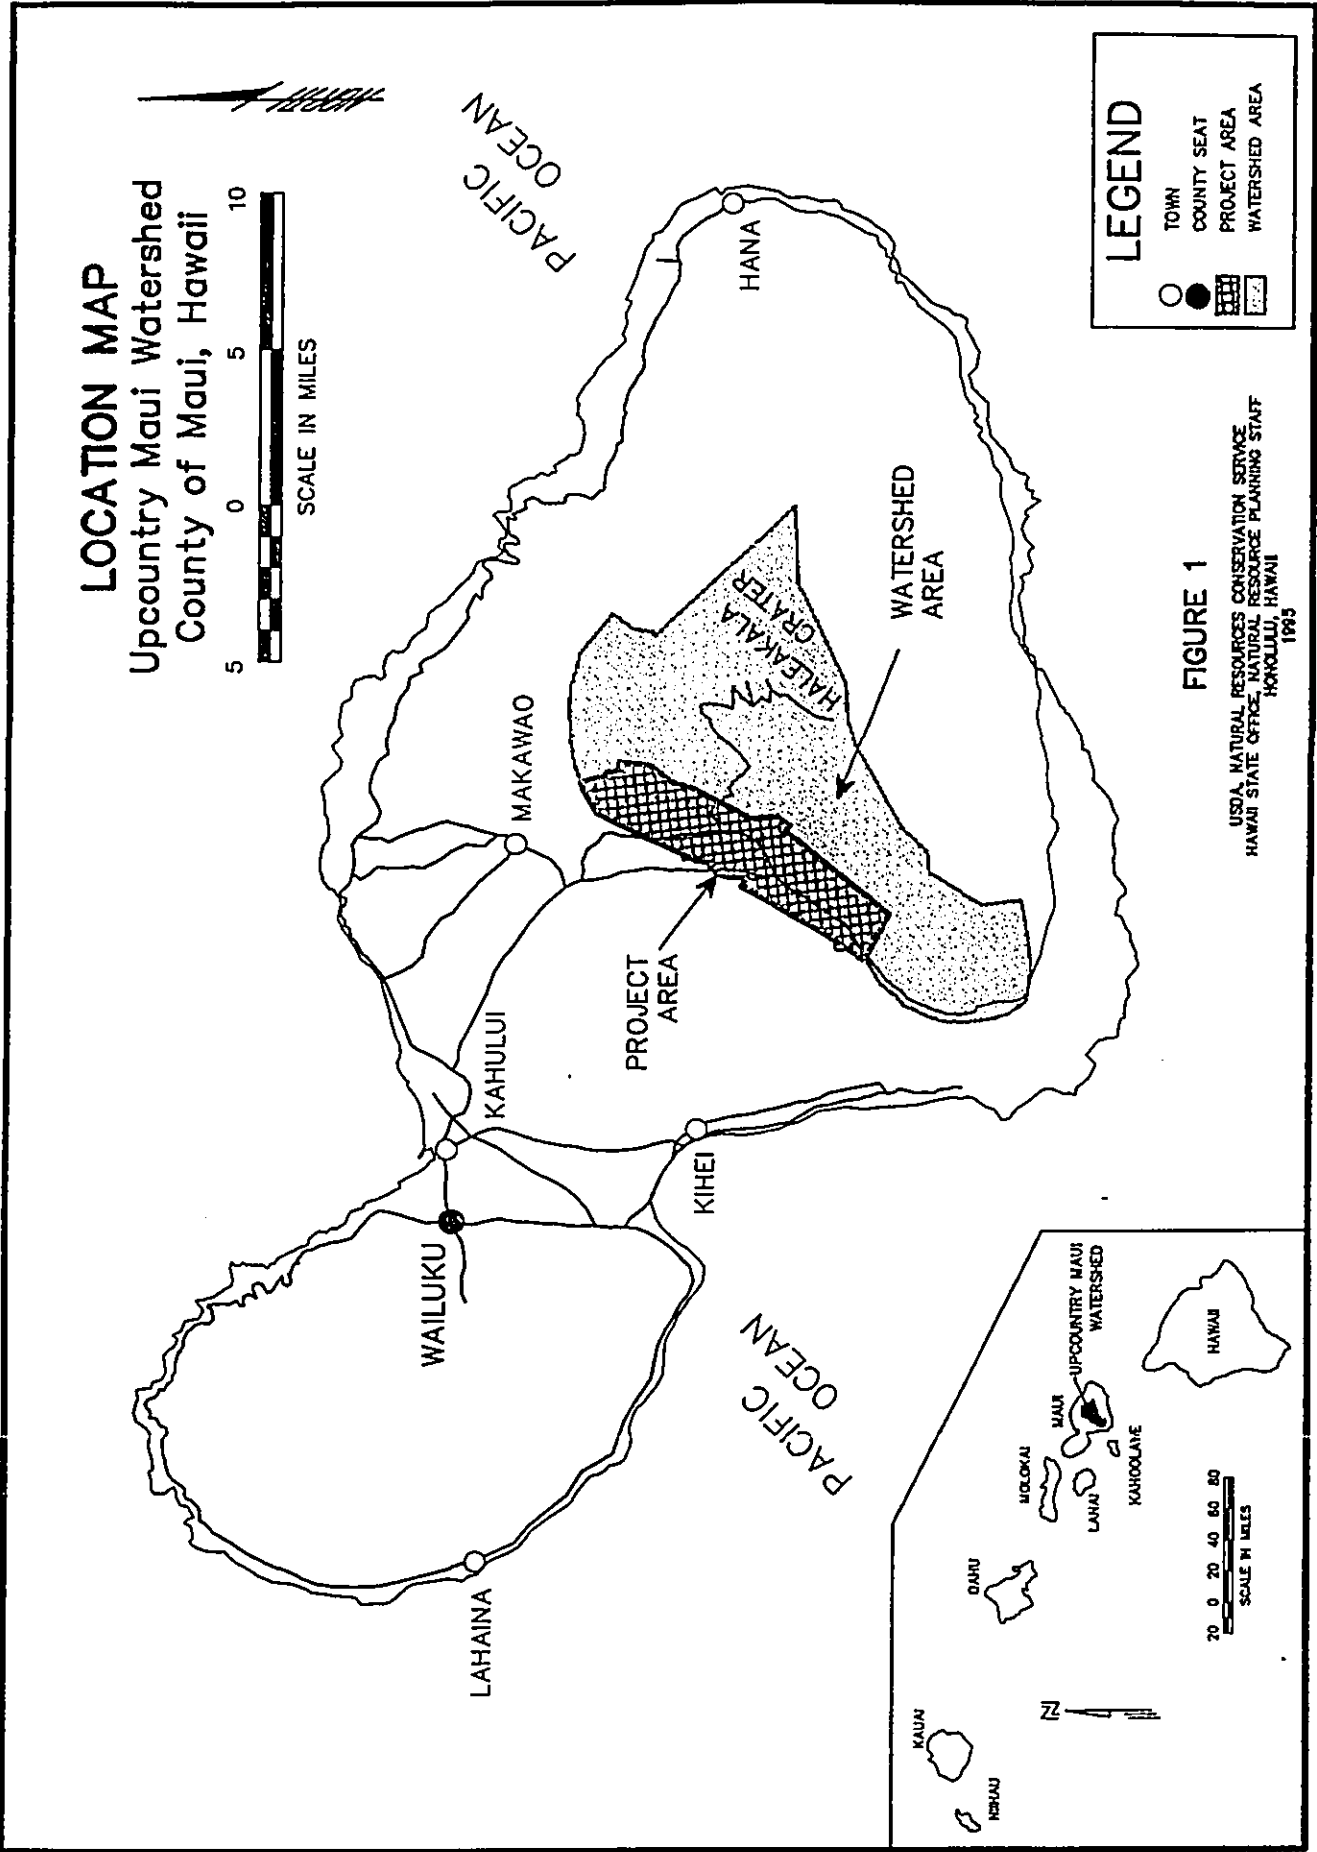 LOCATION MAP
Upcountry Maui Watershed
County of Maui, Hawaii
5 0 5 10
SCALE IN MILES
NORTH
PACIFIC
OCEAN
LAHAINA
WAILUKU
KAHULUI
KIHEI
MAKAWAO
HANA
PROJECT
AREA
HALEAKALA
CRATER
WATERSHED
AREA
PACIFIC
OCEAN
KAUAI
NIIHAU
OAHU
MOLOKAI
LANAI
MAUI
KAHOOLAWE
UPCOUNTRY MAUI
WATERSHED
HAWAII
N
20 0 20 40 60 80
SCALE IN MILES
FIGURE 1
USDA, NATURAL RESOURCES CONSERVATION SERVICE
HAWAII STATE OFFICE, NATURAL RESOURCE PLANNING STAFF
HONOLULU, HAWAII
1995
LEGEND
TOWN
COUNTY SEAT
PROJECT AREA
WATERSHED AREA